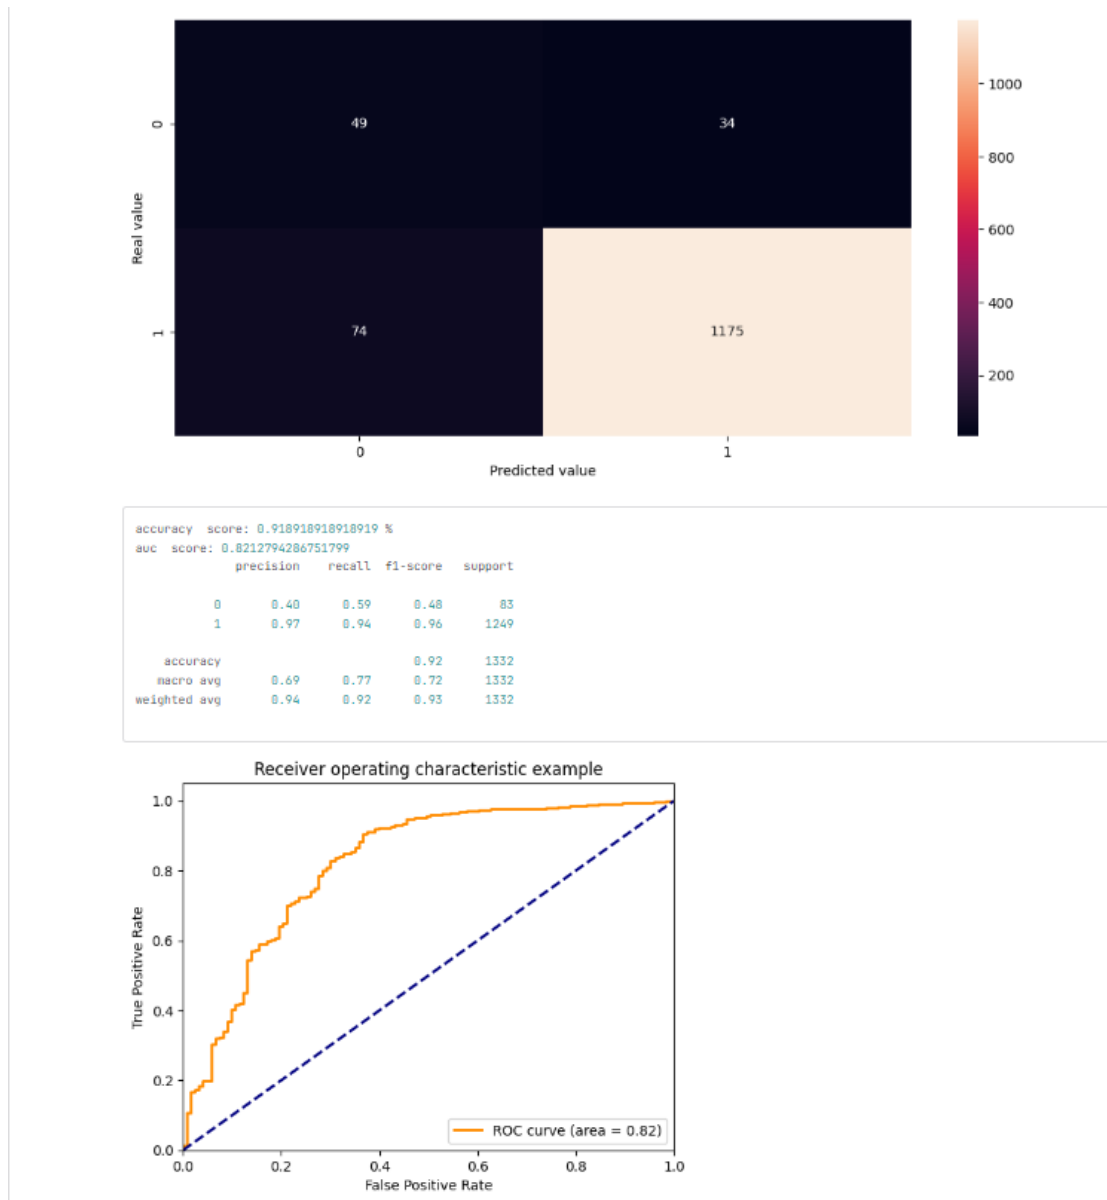 49 34
1000
800
600
400
200
0
1
Real value
74 1175
0 1
Predicted value
accuracy  score: 0.918918918918919 %
auc  score: 0.8212794286751799
precision recall f1-score support
0 0.40 0.59 0.48 83
1 0.97 0.94 0.96 1249
accuracy 0.92 1332
macro avg 0.69 0.77 0.72 1332
weighted avg 0.94 0.92 0.93 1332
Receiver operating characteristic example
1.0
0.8
0.6
0.4
0.2
0.0
True Positive Rate
ROC curve (area = 0.82)
0.0 0.2 0.4 0.6 0.8 1.0
False Positive Rate